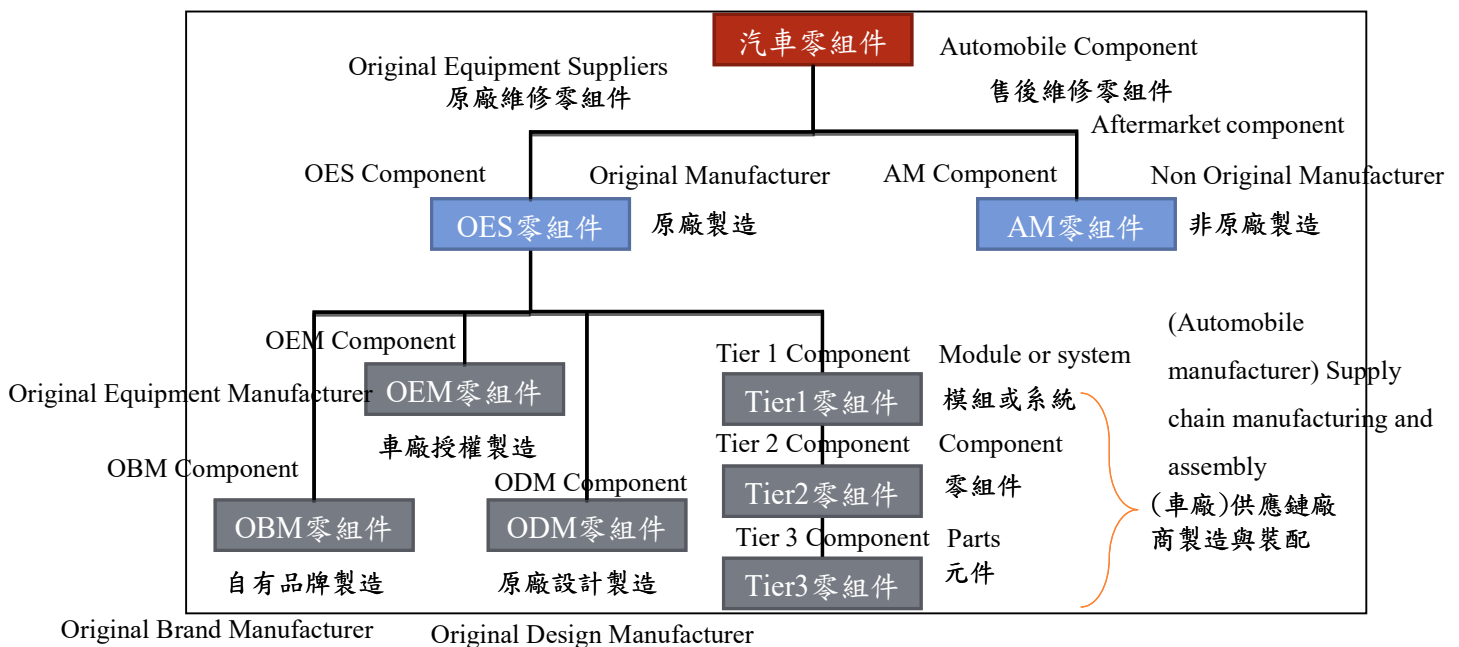 汽車零組件
Automobile Component
Original Equipment Suppliers
原廠維修零組件
售後維修零組件
Aftermarket component
OES Component
Original Manufacturer
AM Component
Non Original Manufacturer
OES零組件
原廠製造
AM零組件
非原廠製造
OEM Component
Original Equipment Manufacturer
OEM零組件
車廠授權製造
OBM Component
OBM零組件
自有品牌製造
Original Brand Manufacturer
ODM Component
ODM零組件
原廠設計製造
Original Design Manufacturer
Tier 1 Component
Module or system
Tier1零組件
模組或系統
Tier 2 Component
Component
Tier2零組件
零組件
Tier 3 Component
Parts
Tier3零組件
元件
(Automobile
manufacturer) Supply
chain manufacturing and
assembly
(車廠)供應鏈廠
商製造與裝配